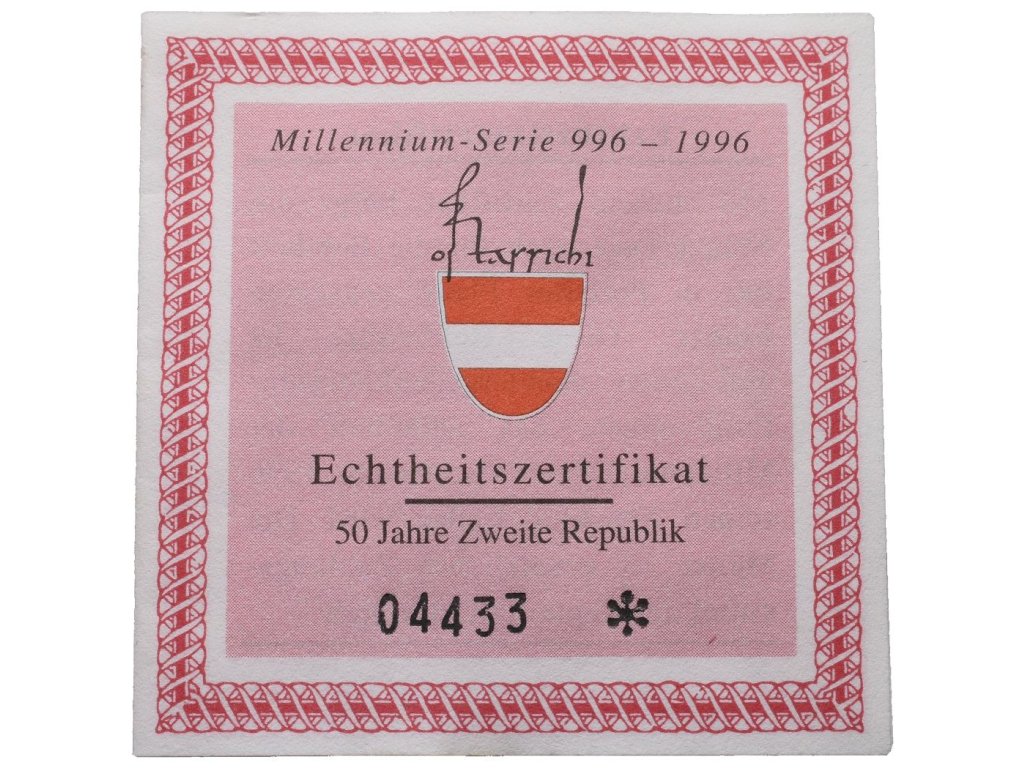 Millennium-Serie 996 – 1996
ostarrichi
Echtheitszertifikat
50 Jahre Zweite Republik
04433 *